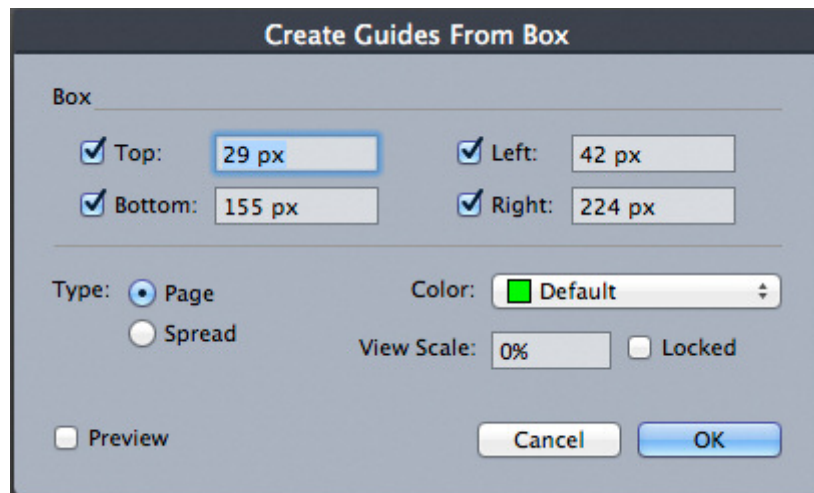 Create Guides From Box
Box
Top: 29 px Left: 42 px
Bottom: 155 px Right: 224 px
Type: Page Color: Default
Spread
View Scale: 0% Locked
Preview Cancel OK